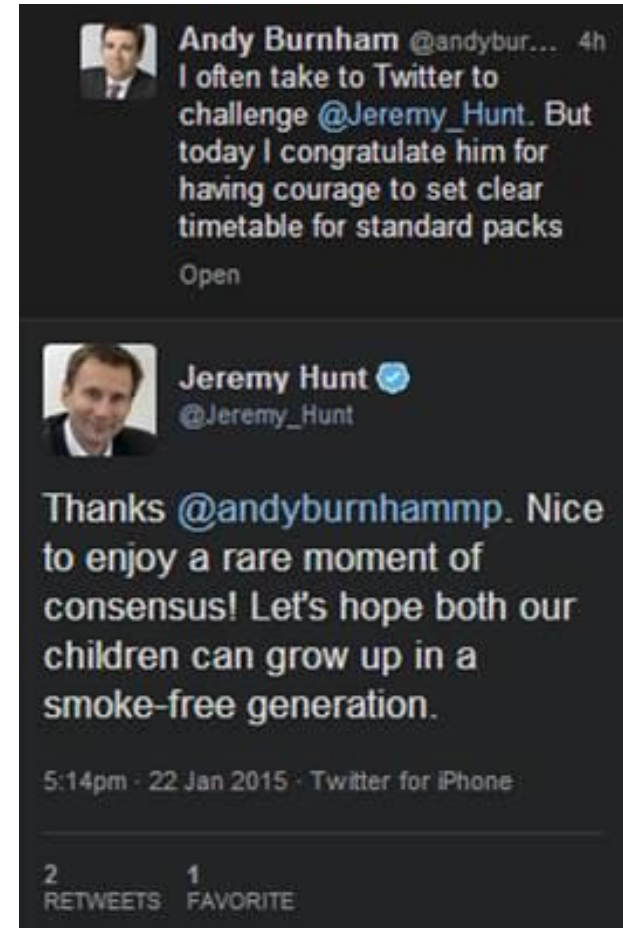 Andy Burnham @andybur... 4h
I often take to Twitter to
challenge @Jeremy_Hunt. But
today I congratulate him for
having courage to set clear
timetable for standard packs
Open
Jeremy Hunt
@Jeremy_Hunt
Thanks @andyburnhammp. Nice
to enjoy a rare moment of
consensus! Let's hope both our
children can grow up in a
smoke-free generation.
5:14pm · 22 Jan 2015 · Twitter for iPhone
2 1
RETWEETS FAVORITE